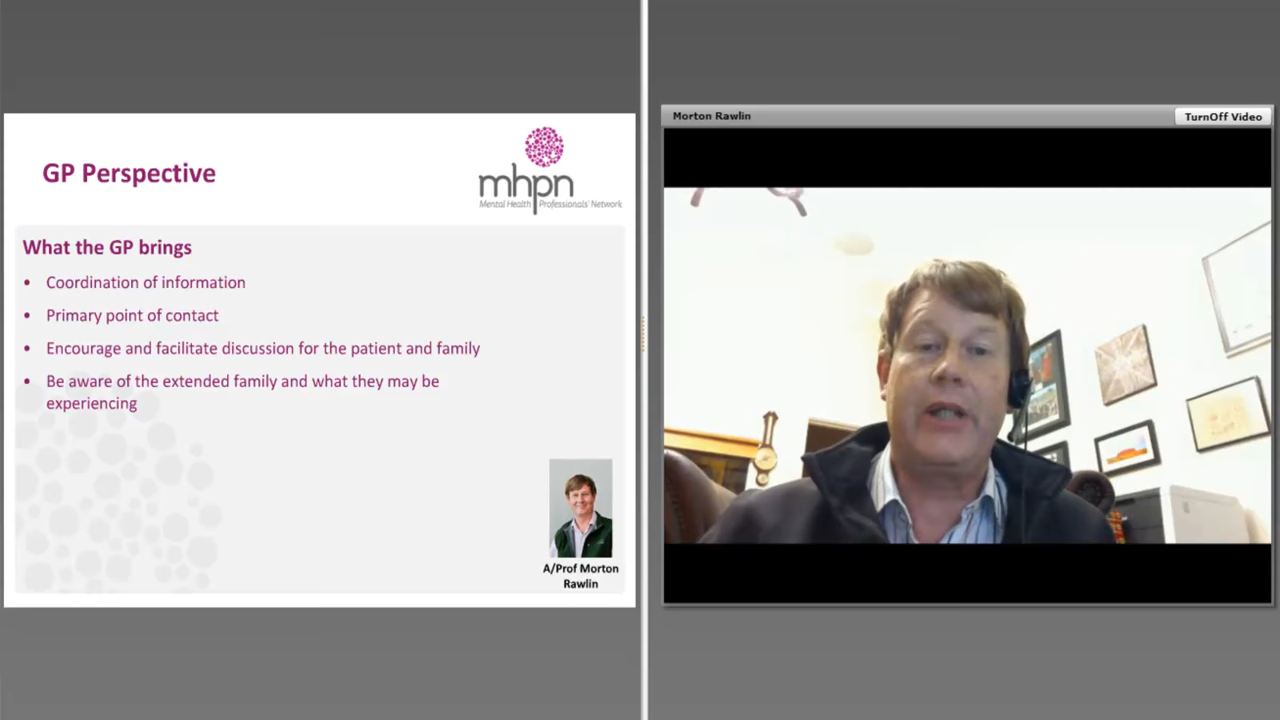 GP Perspective
mhpn
Mental Health Professionals' Network
What the GP brings
• Coordination of information
• Primary point of contact
• Encourage and facilitate discussion for the patient and family
• Be aware of the extended family and what they may be
experiencing
A/Prof Morton
Rawlin
Morton Rawlin
TurnOff Video